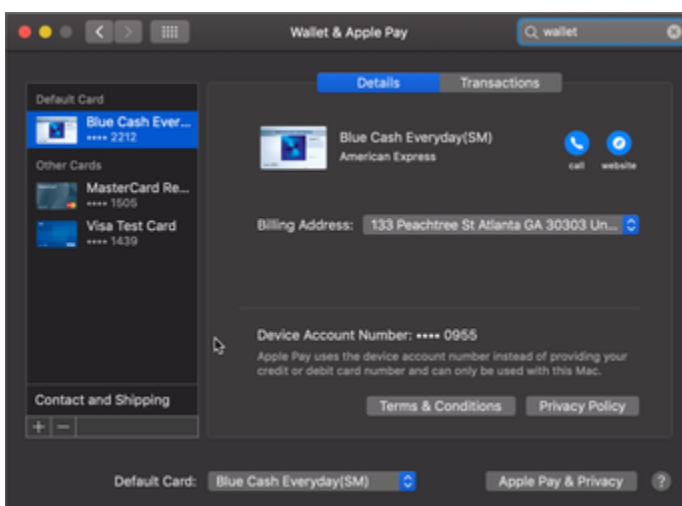 Wallet & Apple Pay
wallet
Details
Transactions
Default Card
Blue Cash Ever...
•••• 2212
Other Cards
MasterCard Re...
•••• 1505
Visa Test Card
•••• 1439
Contact and Shipping
+ −
Blue Cash Everyday(SM)
American Express
call
website
Billing Address: 133 Peachtree St Atlanta GA 30303 Un...
Device Account Number: •••• 0955
Apple Pay uses the device account number instead of providing your
credit or debit card number and can only be used with this Mac.
Terms & Conditions
Privacy Policy
Default Card: Blue Cash Everyday(SM)
Apple Pay & Privacy
?